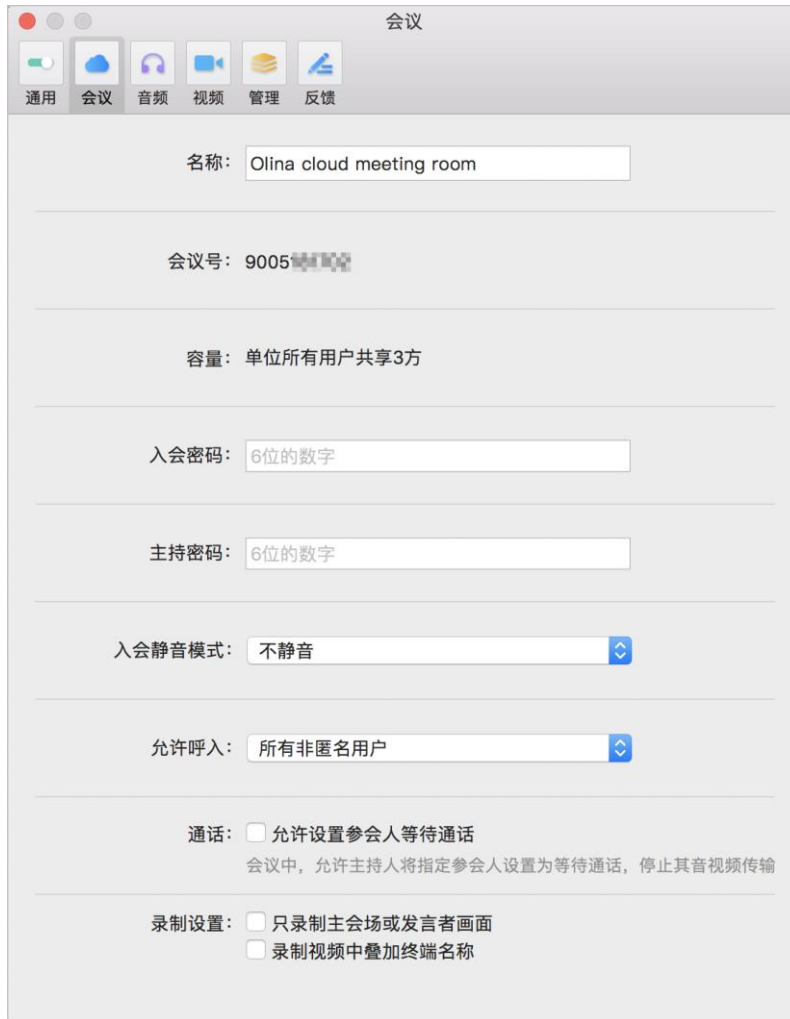 会议
通用 会议 音频 视频 管理 反馈
名称： Olina cloud meeting room
会议号： 9005
容量： 单位所有用户共享3方
入会密码： 6位的数字
主持密码： 6位的数字
入会静音模式： 不静音
允许呼入： 所有非匿名用户
通话： 允许设置参会人等待通话
会议中，允许主持人将指定参会人设置为等待通话，停止其音视频传输
录制设置： 只录制主会场或发言者画面
录制视频中叠加终端名称